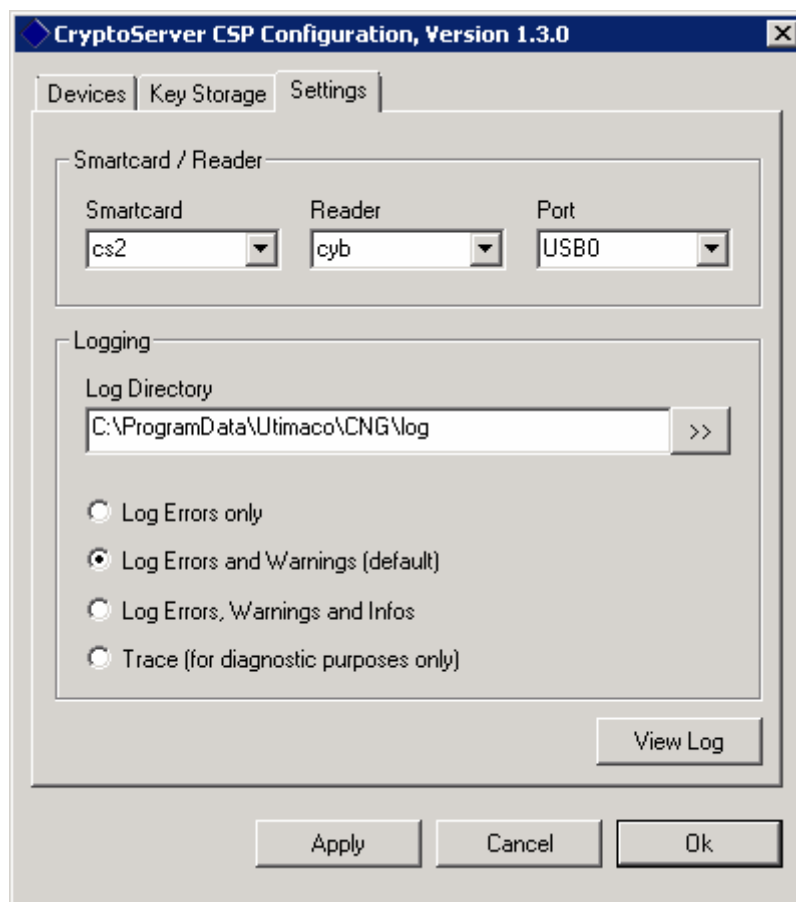 CryptoServer CSP Configuration, Version 1.3.0
Devices Key Storage Settings
Smartcard / Reader
Smartcard Reader Port
cs2 cyb USB0
Logging
Log Directory
C:\ProgramData\Utimaco\CNG\log >>
Log Errors only
Log Errors and Warnings (default)
Log Errors, Warnings and Infos
Trace (for diagnostic purposes only)
View Log
Apply Cancel Ok